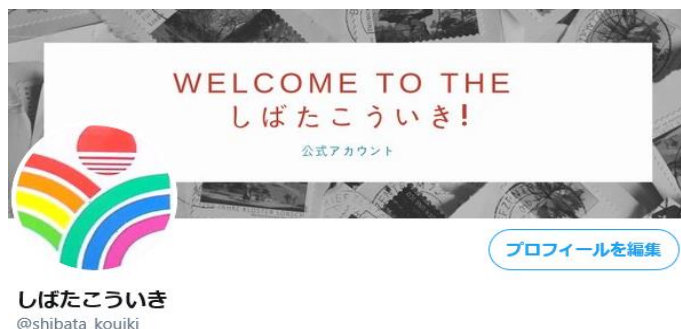 WELCOME TO THE
しばたこういき!
公式アカウント
プロフィールを編集
しばたこういき
@shibata_kouiki